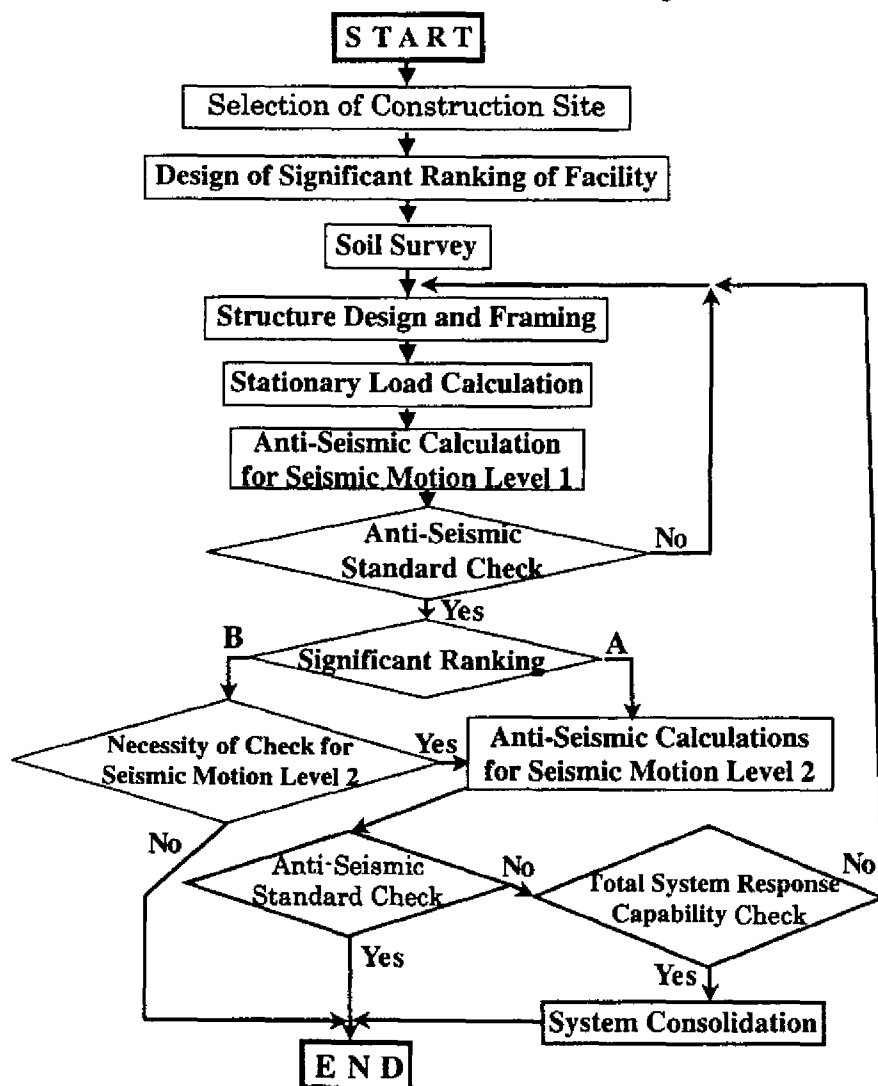 START
Selection of Construction Site
Design of Significant Ranking of Facility
Soil Survey
Structure Design and Framing
Stationary Load Calculation
Anti-Seismic Calculation
for Seismic Motion Level 1
Anti-Seismic
Standard Check
No
Yes
B
Significant Ranking
A
Necessity of Check for
Seismic Motion Level 2
Yes
Anti-Seismic Calculations
for Seismic Motion Level 2
No
Anti-Seismic
Standard Check
No
Total System Response
Capability Check
No
Yes
Yes
System Consolidation
END